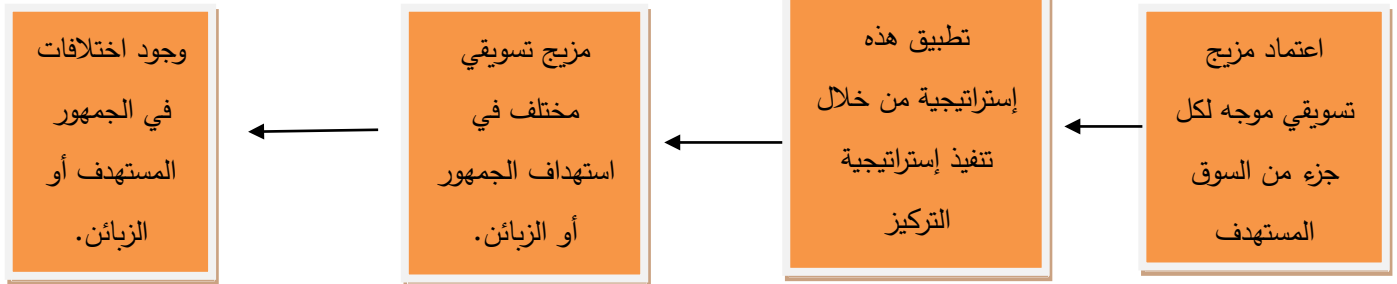 اعتماد مزيج
تسويقي موجه لكل
جزء من السوق
المستهدف
تطبيق هذه
إستراتيجية من خلال
تنفيذ إستراتيجية
التركيز
مزيج تسويقي
مختلف في
استهداف الجمهور
أو الزبائن.
وجود اختلافات
في الجمهور
المستهدف أو
الزبائن.